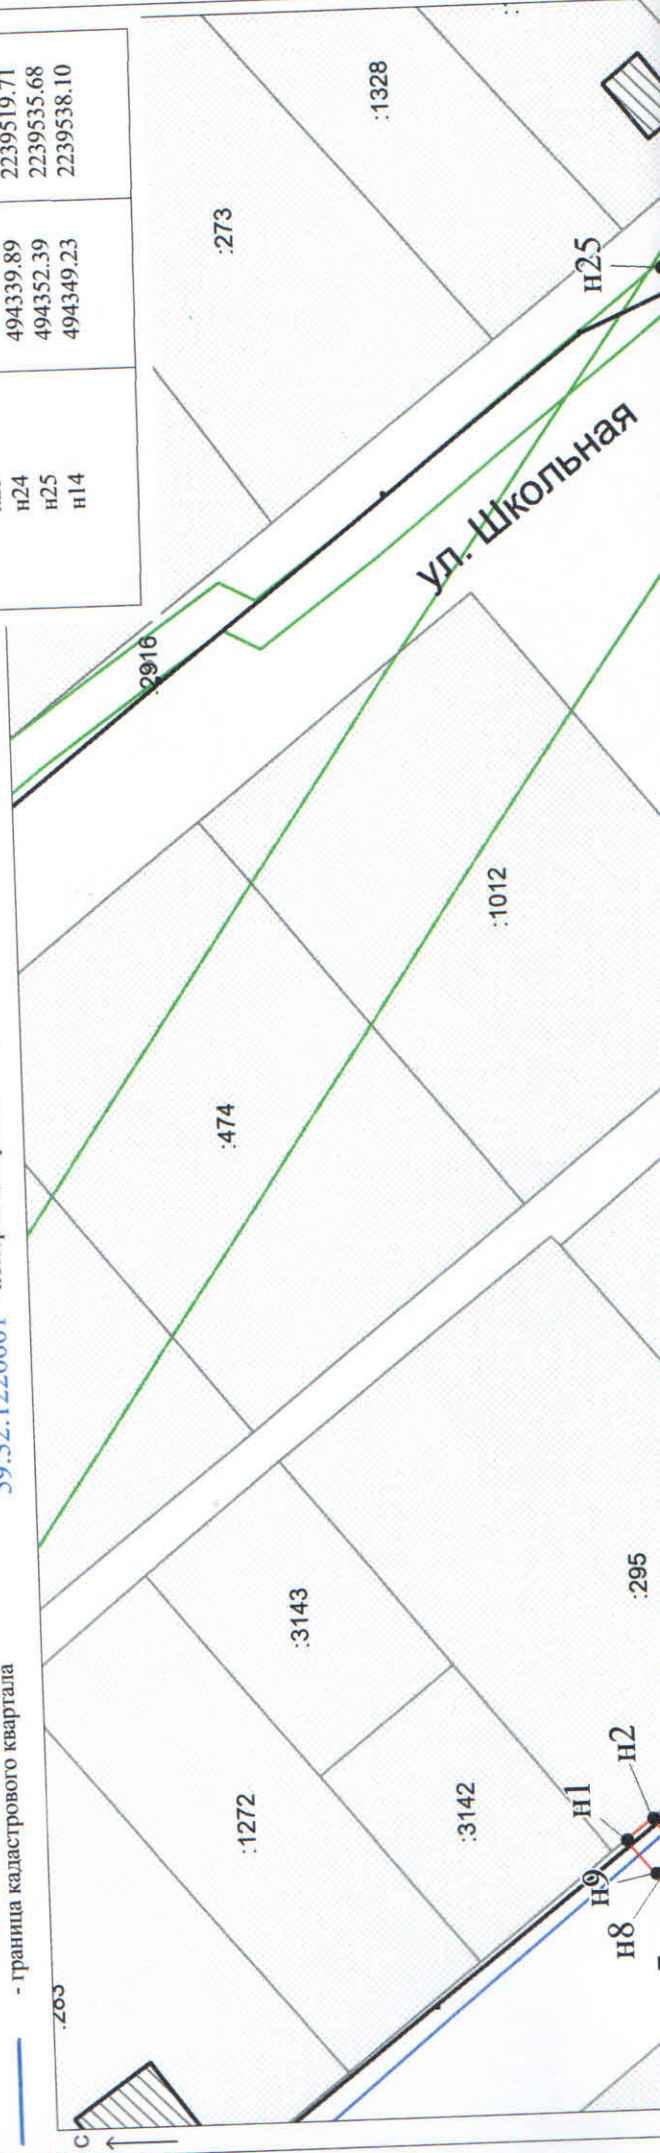 - граница кадастрового квартала
494339.89 2239519.71
н24 494352.39 2239535.68
н25 494349.23 2239538.10
н14
:1328
:273
н25
ул. Школьная
:2916
:1012
:474
:3143
:295
:1272
:3142
н1
н2
н9
н8
С